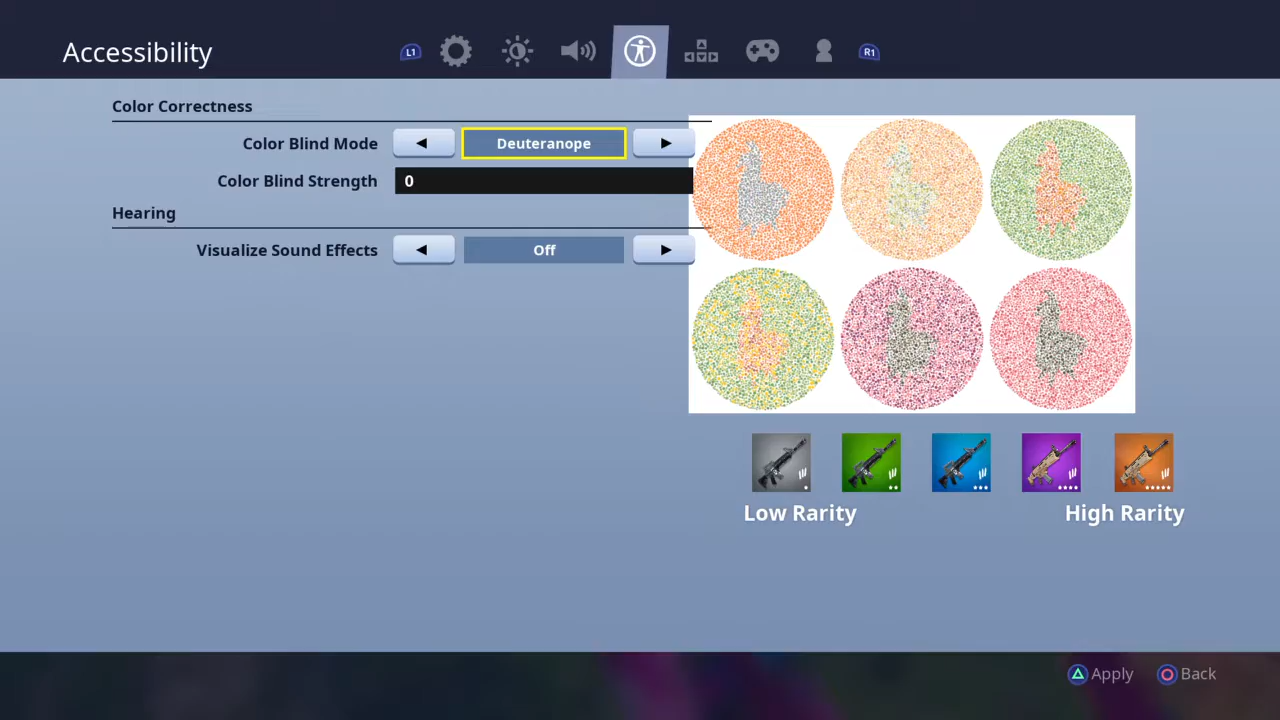 Accessibility
L1
R1
Color Correctness
Color Blind Mode
Deuteranope
Color Blind Strength
0
Hearing
Visualize Sound Effects
Off
Low Rarity
High Rarity
Apply
Back